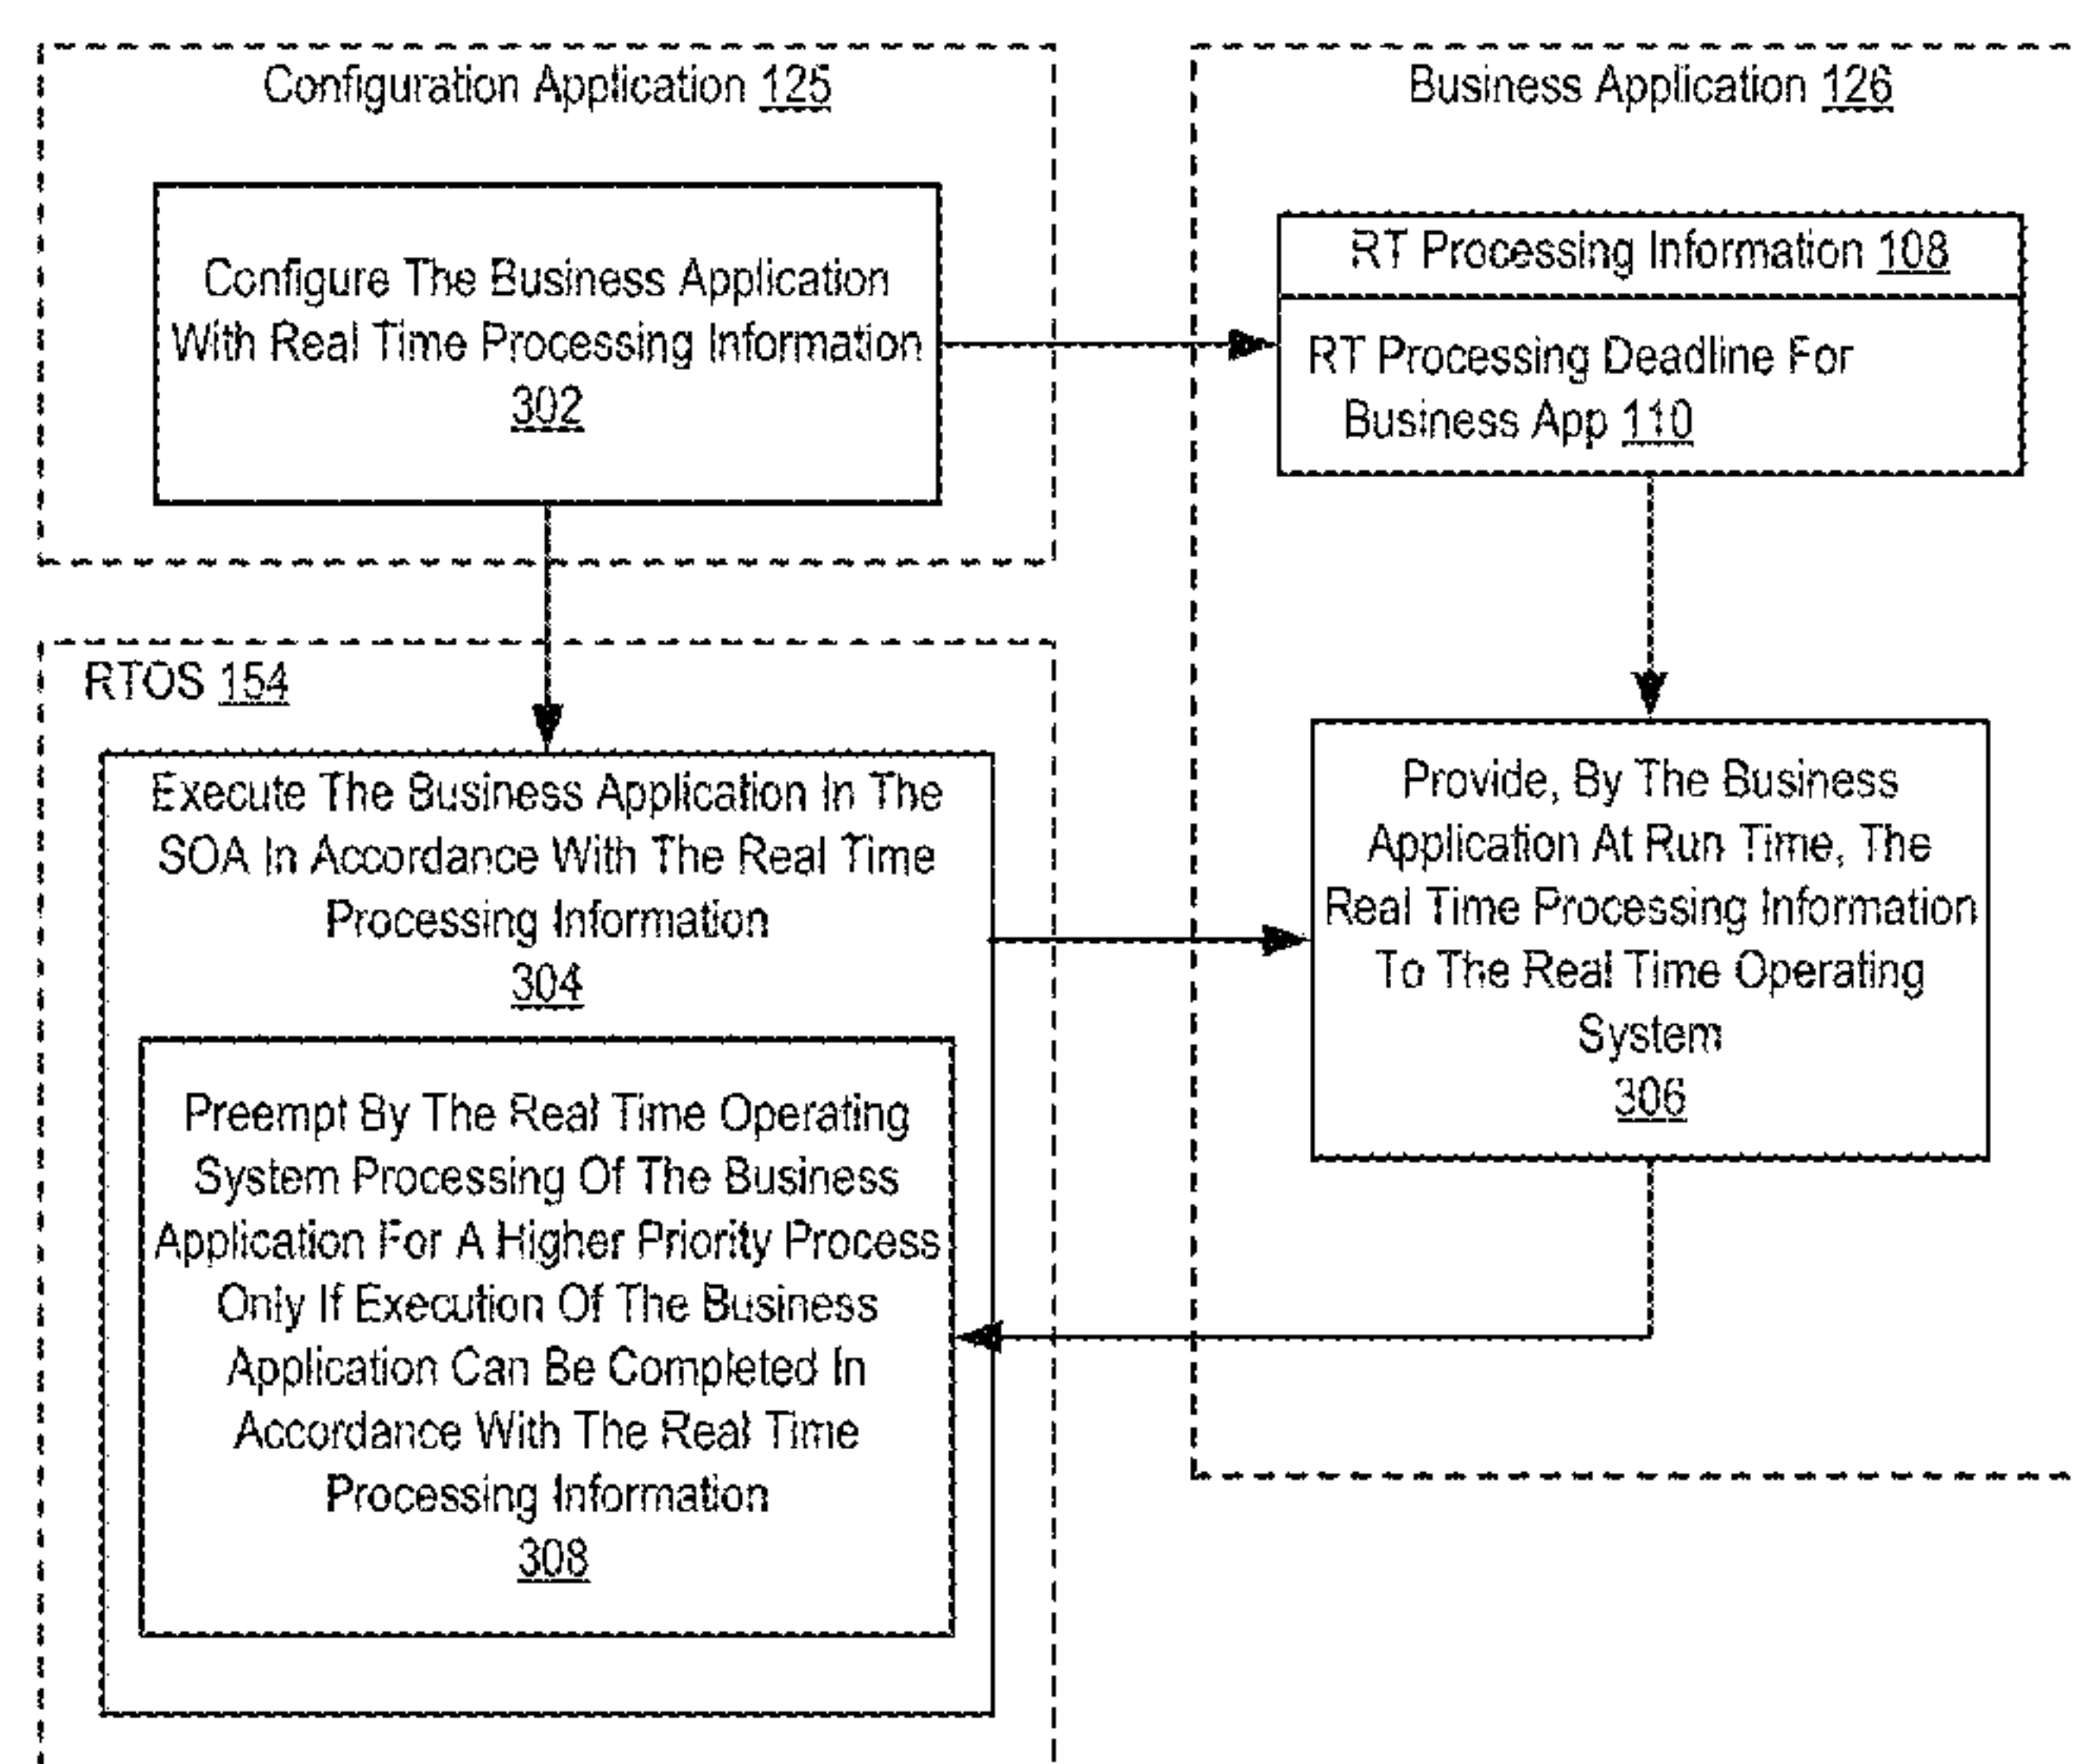 Configuration Application 125
Configure The Business Application
With Real Time Processing Information
302
Business Application 126
RT Processing Information 108
RT Processing Deadline For
Business App 110
RTOS 154
Execute The Business Application In The
SOA In Accordance With The Real Time
Processing Information
304
Provide, By The Business
Application At Run Time, The
Real Time Processing Information
To The Real Time Operating
System
306
Preempt By The Real Time Operating
System Processing Of The Business
Application For A Higher Priority Process
Only If Execution Of The Business
Application Can Be Completed In
Accordance With The Real Time
Processing Information
308